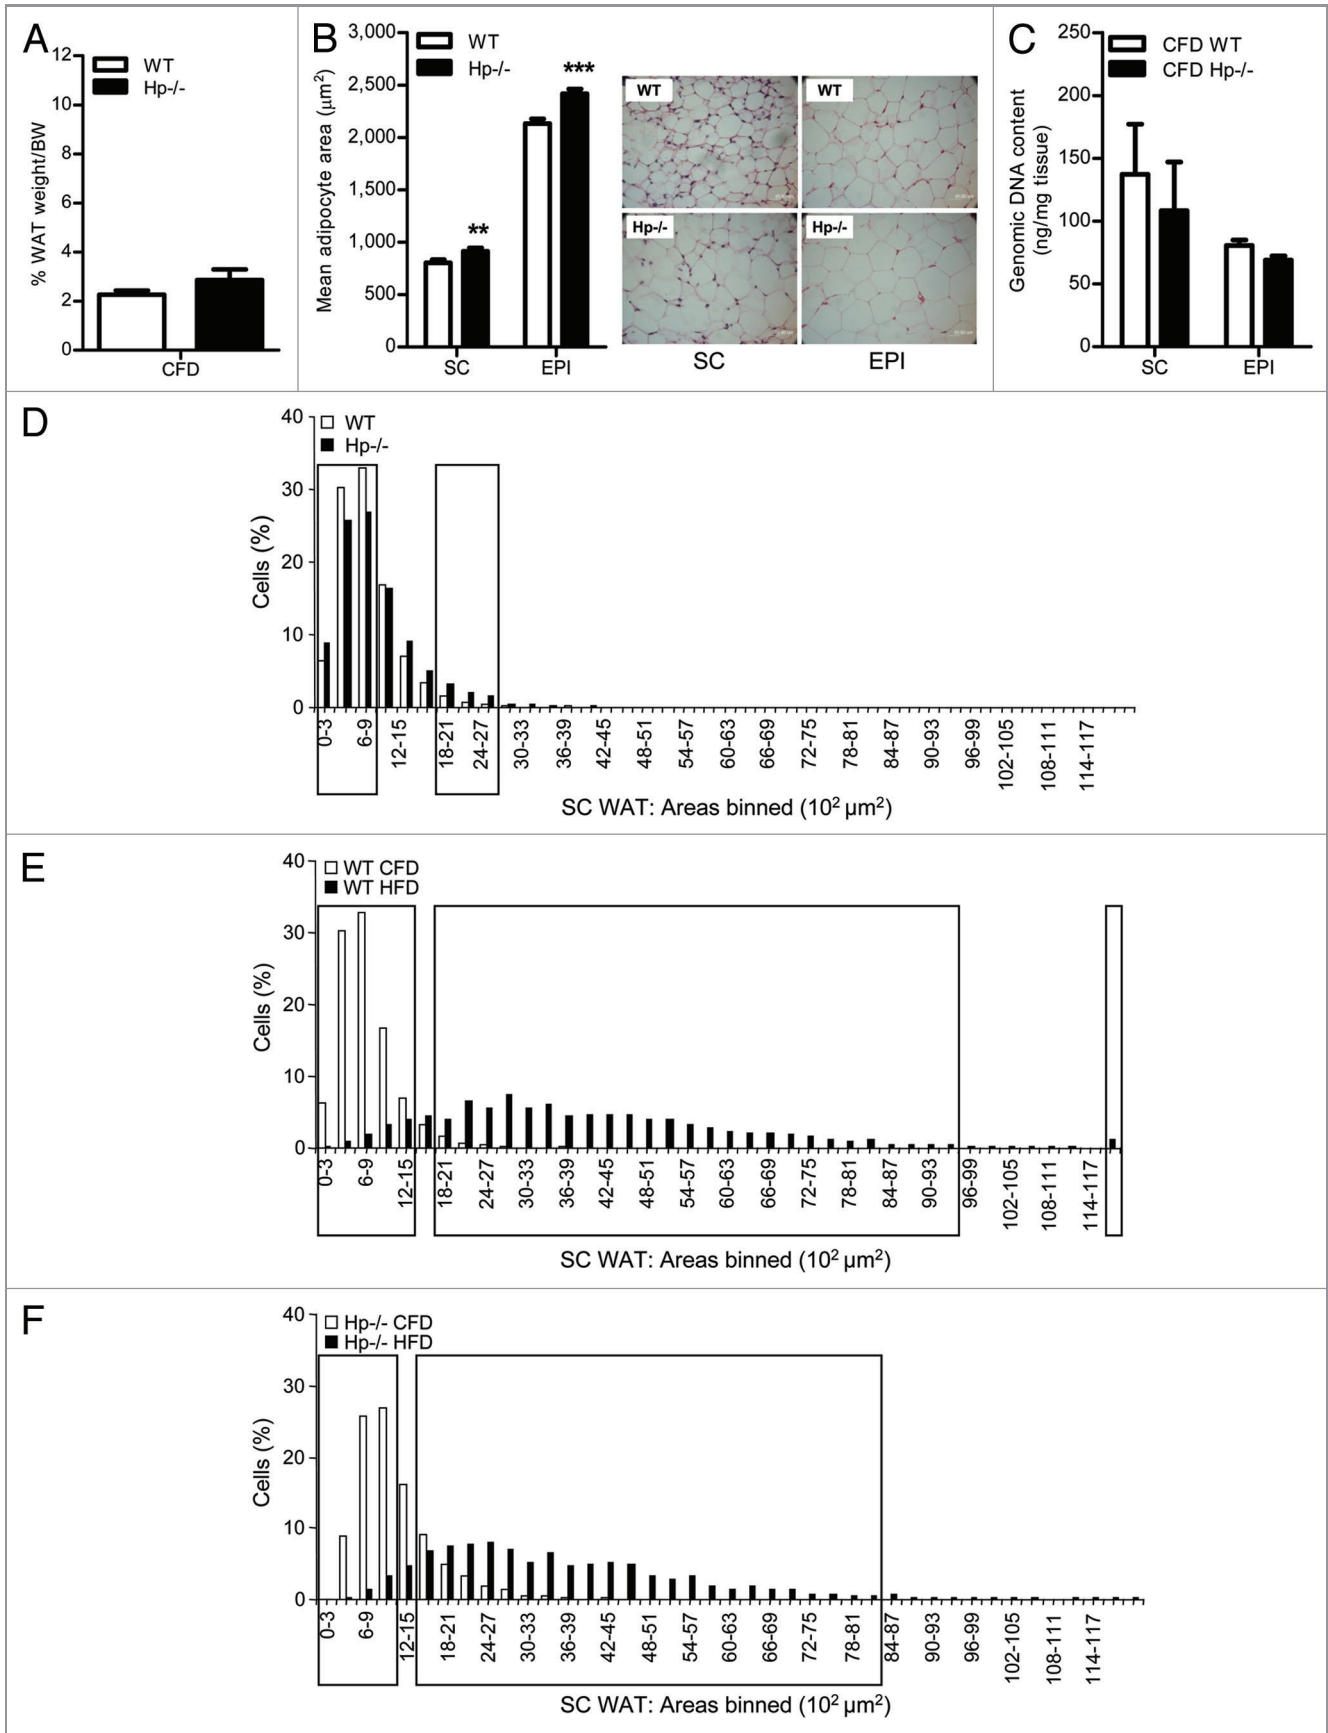 A
12
10
8
6
4
2
0
% WAT weight/BW
WT
Hp-/-
CFD
B
3,000
2,500
2,000
1,500
1,000
500
0
Mean adipocyte area (µm²)
WT
Hp-/-
**
***
SC
EPI
WT
WT
Hp-/-
Hp-/-
SC
EPI
C
250
200
150
100
50
0
Genomic DNA content
(ng/mg tissue)
CFD WT
CFD Hp-/-
SC
EPI
D
40
30
20
10
0
Cells (%)
WT
Hp-/-
0-3
6-9
12-15
18-21
24-27
30-33
36-39
42-45
48-51
54-57
60-63
66-69
72-75
78-81
84-87
90-93
96-99
102-105
108-111
114-117
SC WAT: Areas binned (10² µm²)
E
40
30
20
10
0
Cells (%)
WT CFD
WT HFD
0-3
6-9
12-15
18-21
24-27
30-33
36-39
42-45
48-51
54-57
60-63
66-69
72-75
78-81
84-87
90-93
96-99
102-105
108-111
114-117
SC WAT: Areas binned (10² µm²)
F
40
30
20
10
0
Cells (%)
Hp-/- CFD
Hp-/- HFD
0-3
6-9
12-15
18-21
24-27
30-33
36-39
42-45
48-51
54-57
60-63
66-69
72-75
78-81
84-87
90-93
96-99
102-105
108-111
114-117
SC WAT: Areas binned (10² µm²)